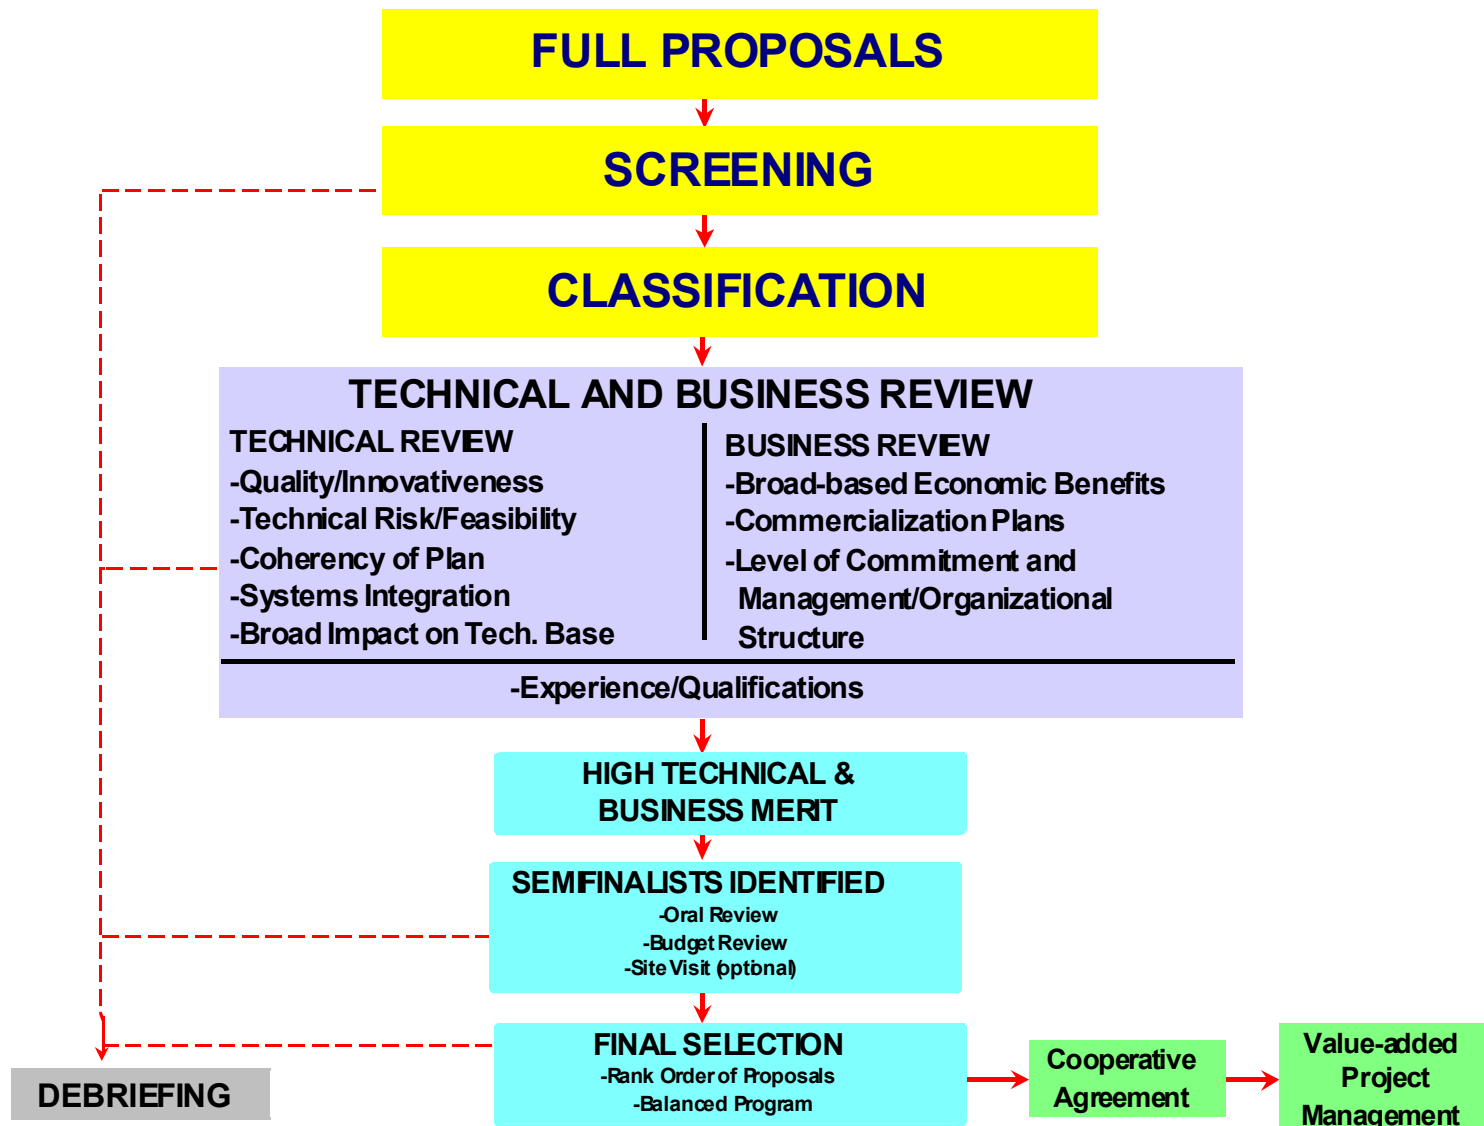 FULL PROPOSALS
SCREENING
CLASSIFICATION
TECHNICAL AND BUSINESS REVIEW
TECHNICAL REVIEW
-Quality/Innovativeness
-Technical Risk/Feasibility
-Coherency of Plan
-Systems Integration
-Broad Impact on Tech. Base
BUSINESS REVIEW
-Broad-based Economic Benefits
-Commercialization Plans
-Level of Commitment and
Management/Organizational
Structure
-Experience/Qualifications
HIGH TECHNICAL &
BUSINESS MERIT
SEMIFINALISTS IDENTIFIED
-Oral Review
-Budget Review
-Site Visit (optional)
FINAL SELECTION
-Rank Order of Proposals
-Balanced Program
Cooperative
Agreement
Value-added
Project
Management
DEBRIEFING